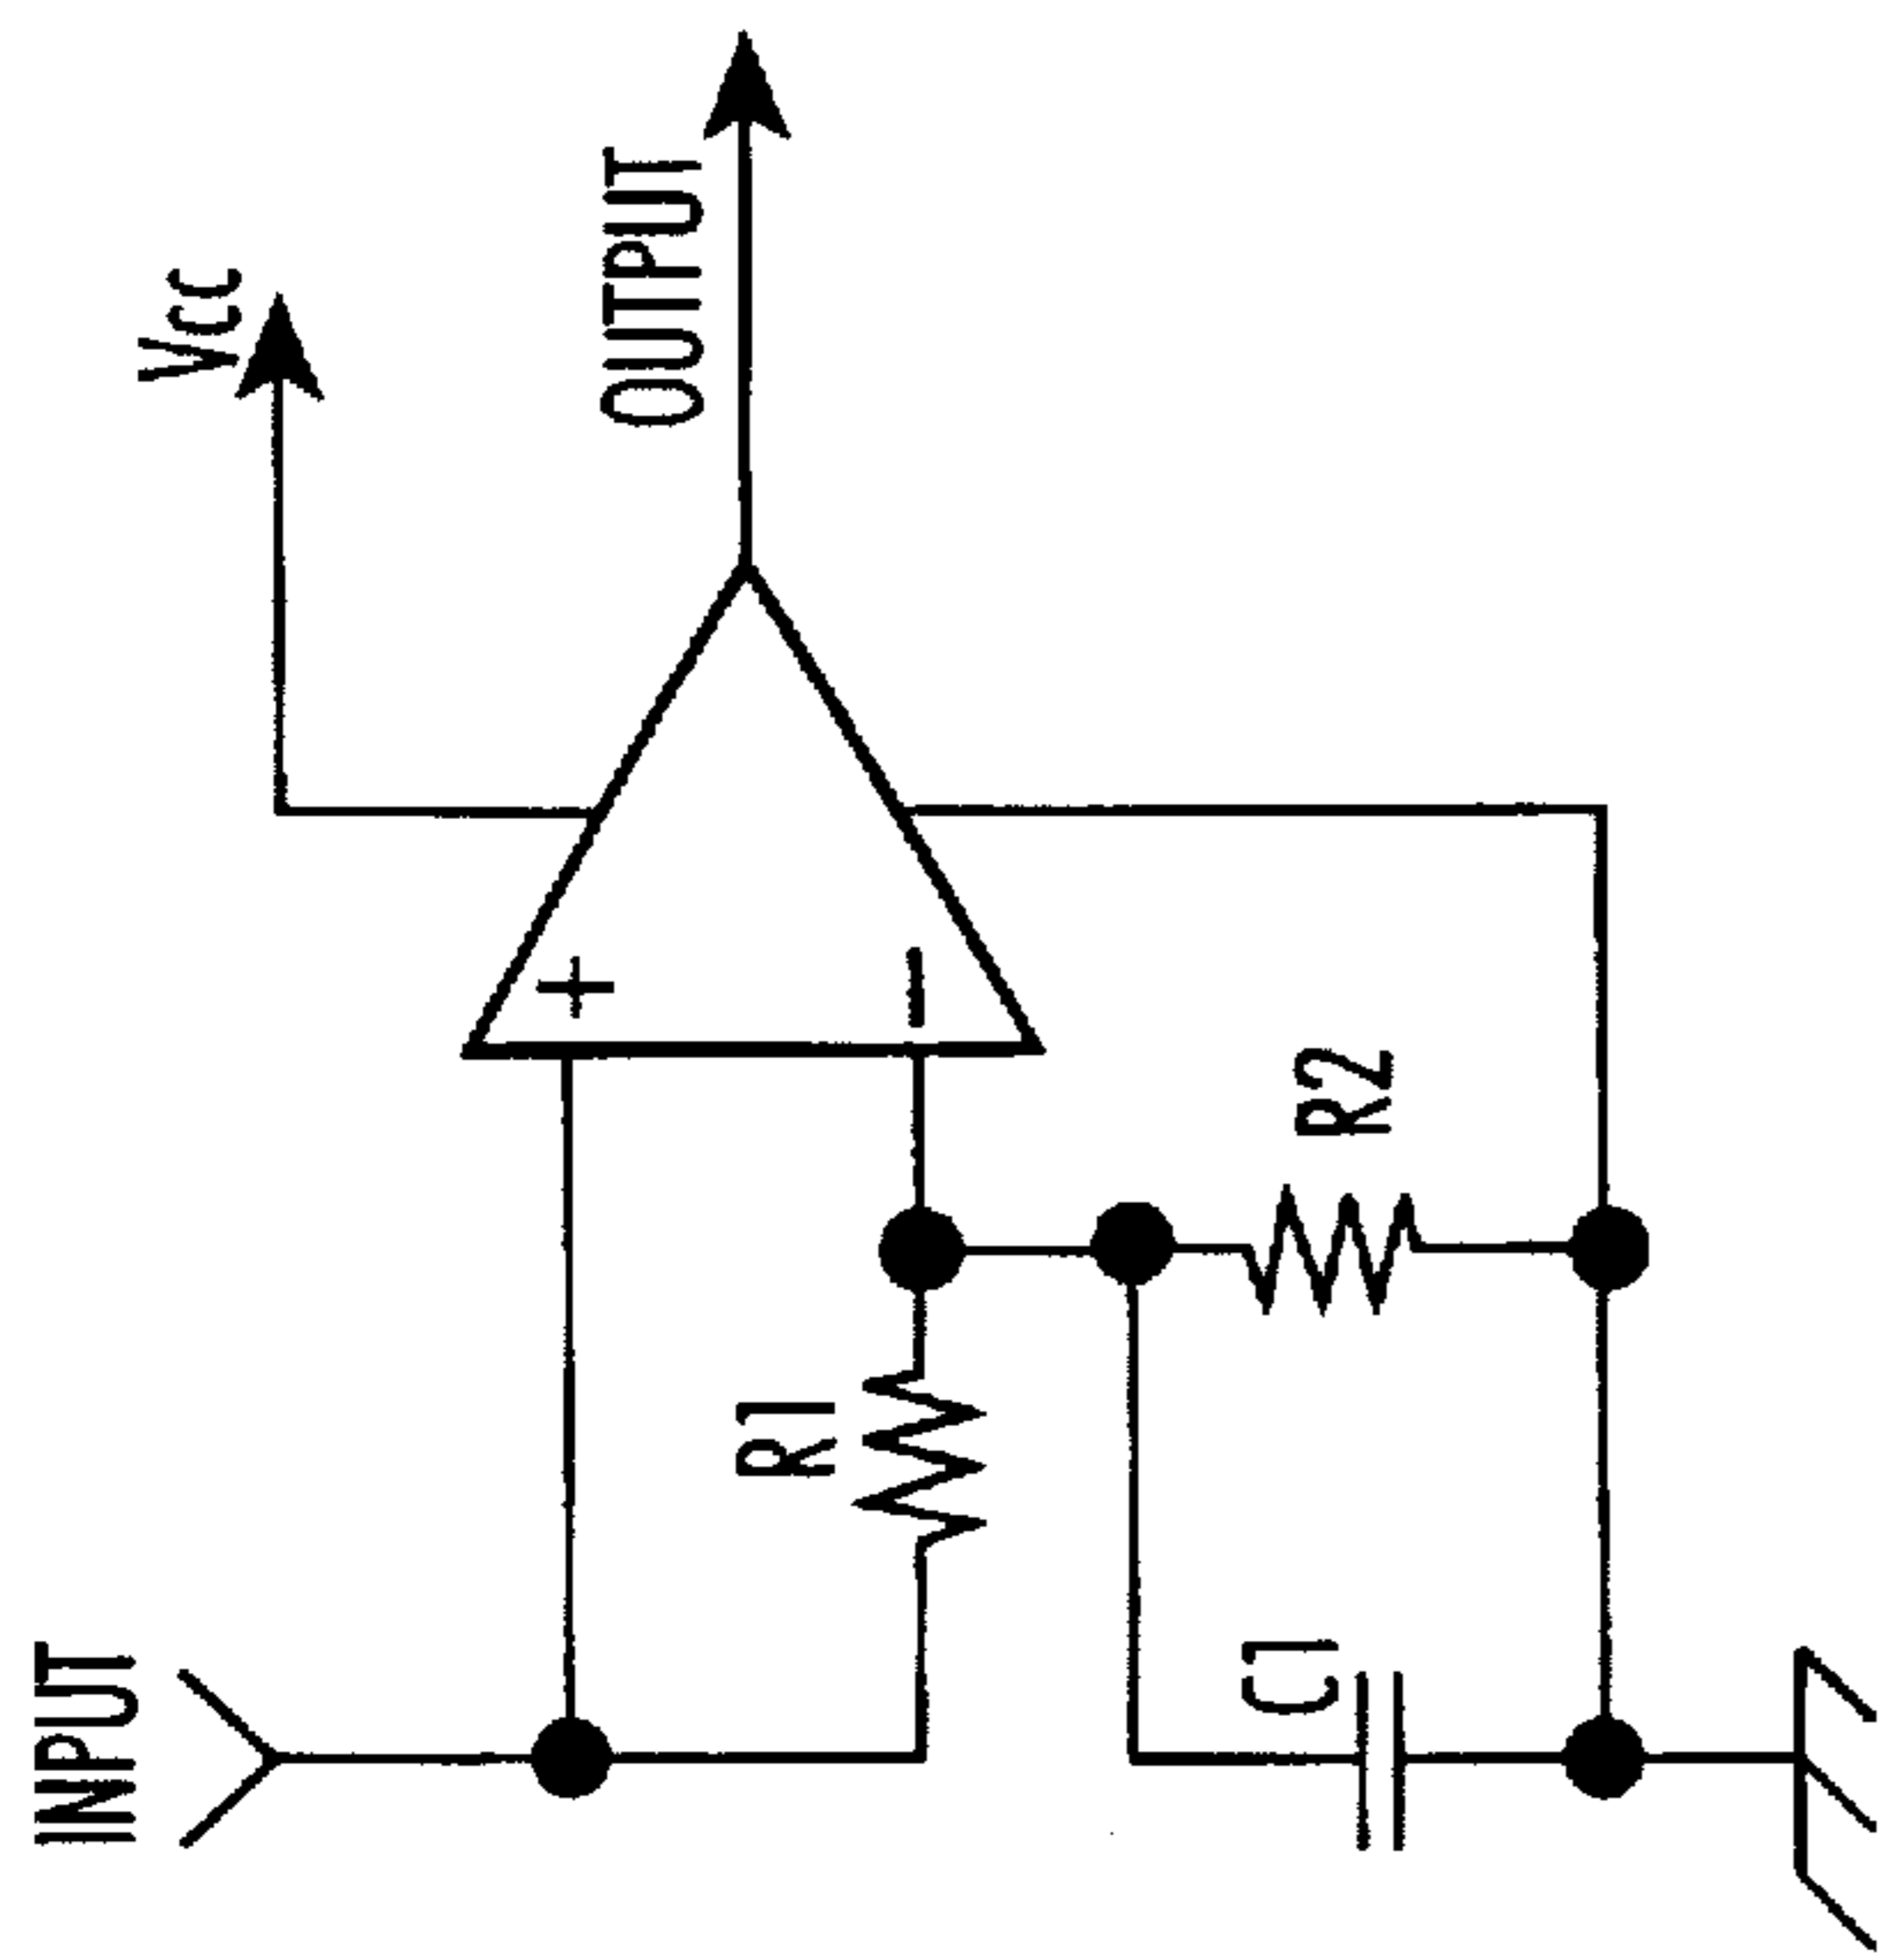 INPUT
Vcc
OUTPUT
+
−
R1
R2
C1